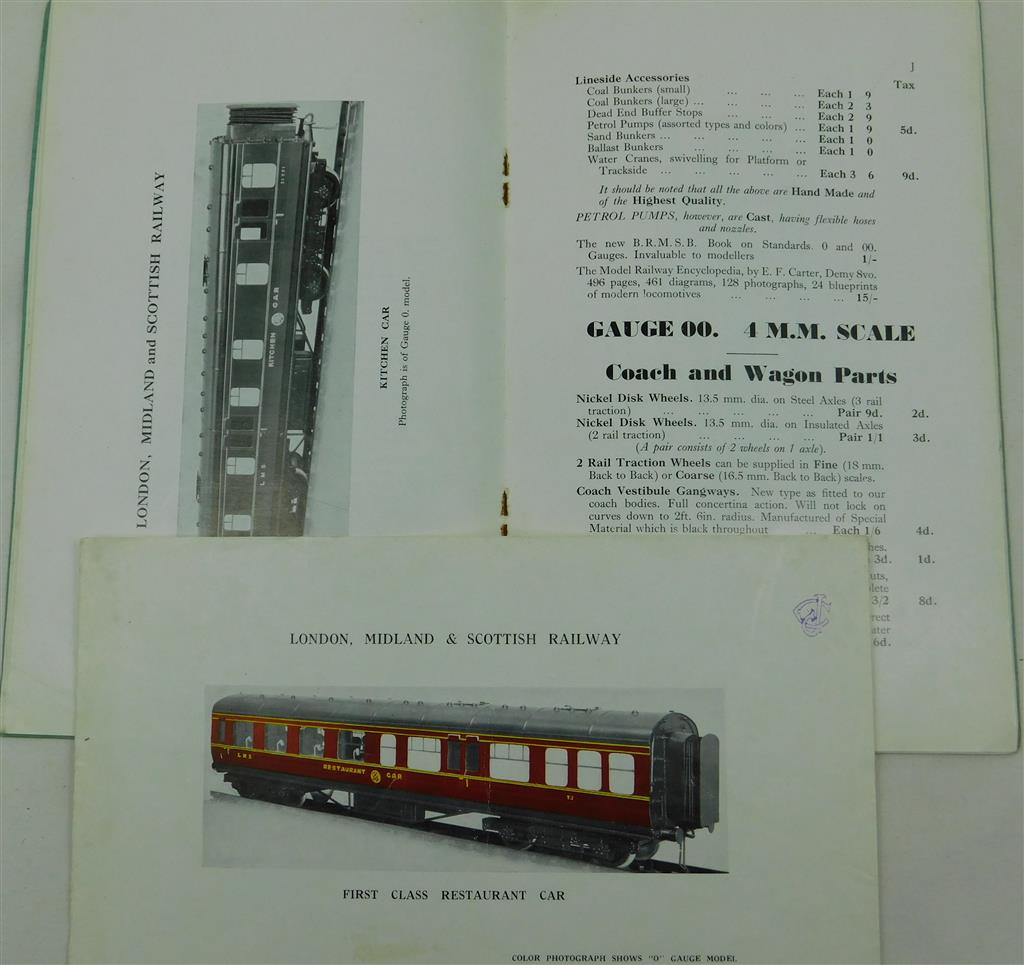 LONDON, MIDLAND and SCOTTISH RAILWAY
KITCHEN CAR
L M S
KITCHEN CAR
Photograph is of Gauge 0. model.
J
Tax
Lineside Accessories
Coal Bunkers (small) ... ... ... Each 1 9
Coal Bunkers (large) ... ... ... ... Each 2 3
Dead End Buffer Stops ... ... ... Each 2 9
Petrol Pumps (assorted types and colors) ... Each 1 9 5d.
Sand Bunkers ... ... ... ... ... Each 1 0
Ballast Bunkers ... ... ... ... Each 1 0
Water Cranes, swivelling for Platform or
Trackside ... ... ... ... ... Each 3 6 9d.
It should be noted that all the above are Hand Made and
of the Highest Quality.
PETROL PUMPS, however, are Cast, having flexible hoses
and nozzles.
The new B.R.M.S.B. Book on Standards. 0 and 00.
Gauges. Invaluable to modellers 1/-
The Model Railway Encyclopedia, by E. F. Carter, Demy 8vo.
496 pages, 461 diagrams, 128 photographs, 24 blueprints
of modern locomotives ... ... ... ... 15/-
GAUGE 00. 4 M.M. SCALE
Coach and Wagon Parts
Nickel Disk Wheels. 13.5 mm. dia. on Steel Axles (3 rail
traction) ... ... ... ... ... Pair 9d. 2d.
Nickel Disk Wheels. 13.5 mm. dia. on Insulated Axles
(2 rail traction) ... ... ... ... Pair 1/1 3d.
(A pair consists of 2 wheels on 1 axle).
2 Rail Traction Wheels can be supplied in Fine (18 mm.
Back to Back) or Coarse (16.5 mm. Back to Back) scales.
Coach Vestibule Gangways. New type as fitted to our
coach bodies. Full concertina action. Will not lock on
curves down to 2ft. 6in. radius. Manufactured of Special
Material which is black throughout ... Each 1/6 4d.
hes.
3d. 1d.
uts,
lete
3/2 8d.
rrect
ater
6d.
LONDON, MIDLAND & SCOTTISH RAILWAY
L M S
RESTAURANT CAR
FIRST CLASS RESTAURANT CAR
COLOR PHOTOGRAPH SHOWS "O" GAUGE MODEL